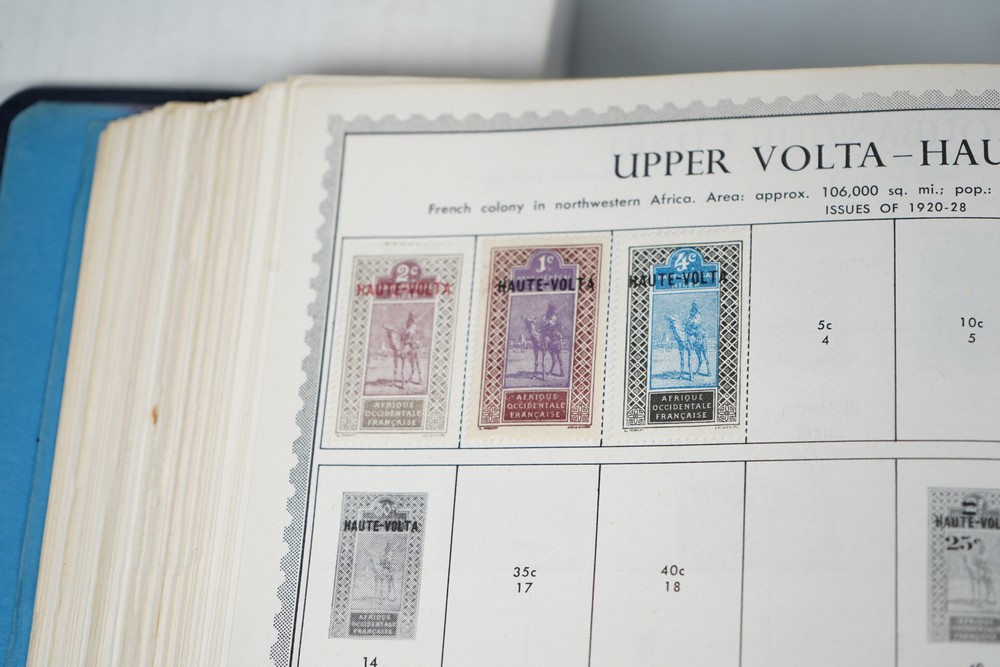 UPPER VOLTA – HAU
French colony in northwestern Africa. Area: approx. 106,000 sq. mi.; pop.:
ISSUES OF 1920-28
2c
HAUTE-VOLTA
AFRIQUE
OCCIDENTALE
FRANÇAISE
1c
HAUTE-VOLTA
AFRIQUE
OCCIDENTALE
FRANÇAISE
4c
HAUTE-VOLT
AFRIQUE
OCCIDENTALE
FRANÇAISE
5c
4
10c
5
HAUTE-VOLTA
AFRIQUE
OCCIDENTALE
FRANÇAISE
14
35c
17
40c
18
HAUTE-VOL
25c